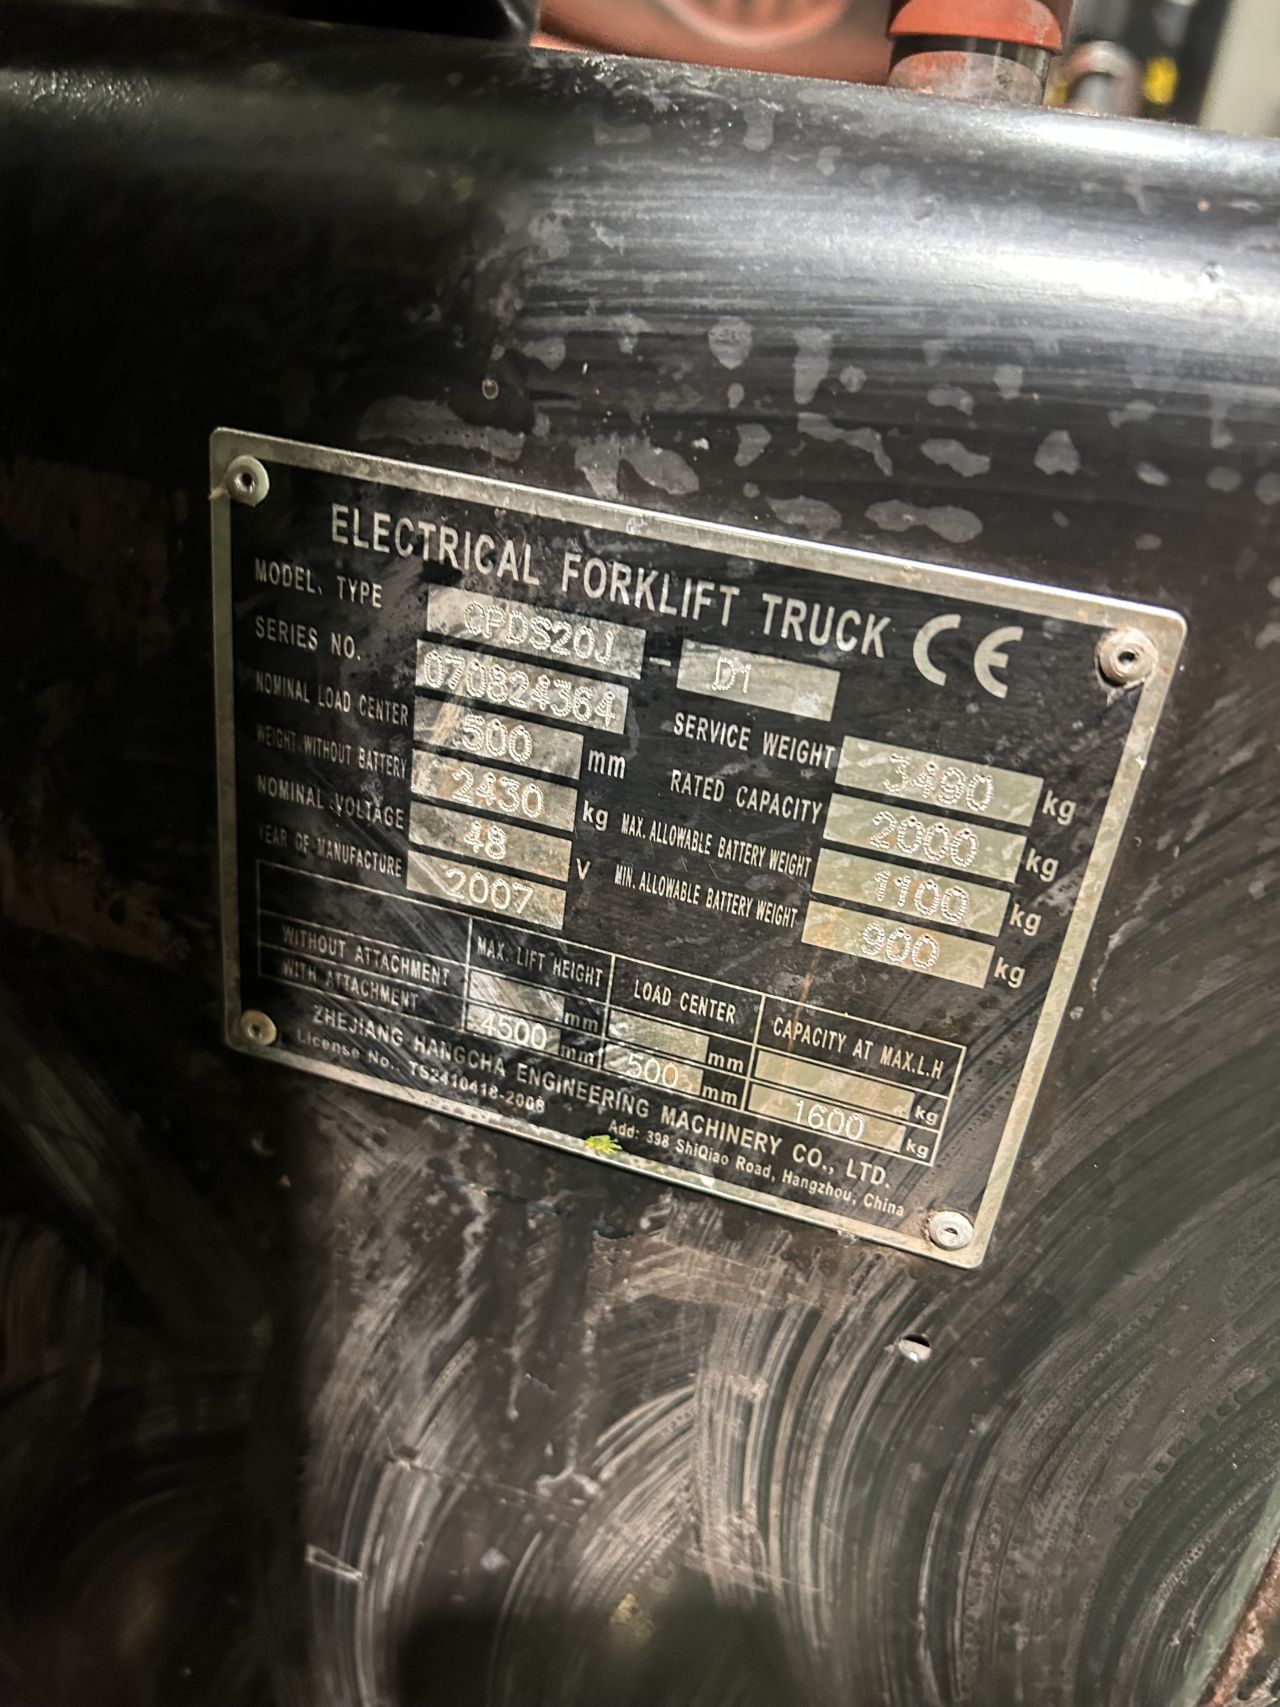 ELECTRICAL FORKLIFT TRUCK CE
MODEL. TYPE CPDS20J - D1
SERIES NO. 070824364
NOMINAL LOAD CENTER 500 mm
SERVICE WEIGHT 3490 kg
WEIGHT WITHOUT BATTERY 2430 kg
RATED CAPACITY 2000 kg
NOMINAL VOLTAGE 48 V
MAX. ALLOWABLE BATTERY WEIGHT 1100 kg
YEAR OF MANUFACTURE 2007
MIN. ALLOWABLE BATTERY WEIGHT 900 kg
MAX. LIFT HEIGHT LOAD CENTER CAPACITY AT MAX.L.H
WITHOUT ATTACHMENT mm mm kg
WITH ATTACHMENT 4500 mm 500 mm 1600 kg
ZHEJIANG HANGCHA ENGINEERING MACHINERY CO., LTD.
License No.: TS2410418-2008 Add: 398 ShiQiao Road, Hangzhou, China